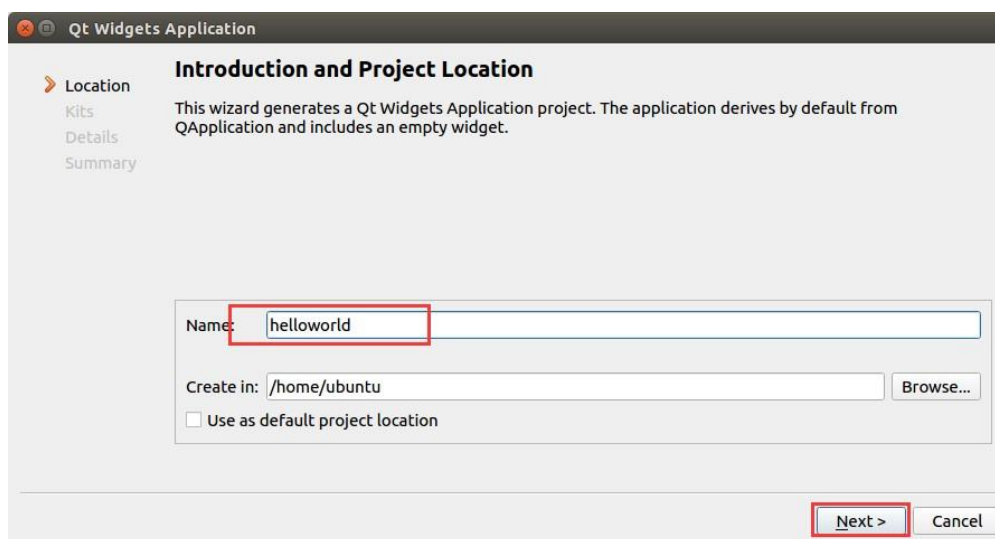 Qt Widgets Application
Location
Kits
Details
Summary
Introduction and Project Location
This wizard generates a Qt Widgets Application project. The application derives by default from
QApplication and includes an empty widget.
Name: helloworld
Create in: /home/ubuntu Browse...
Use as default project location
Next > Cancel